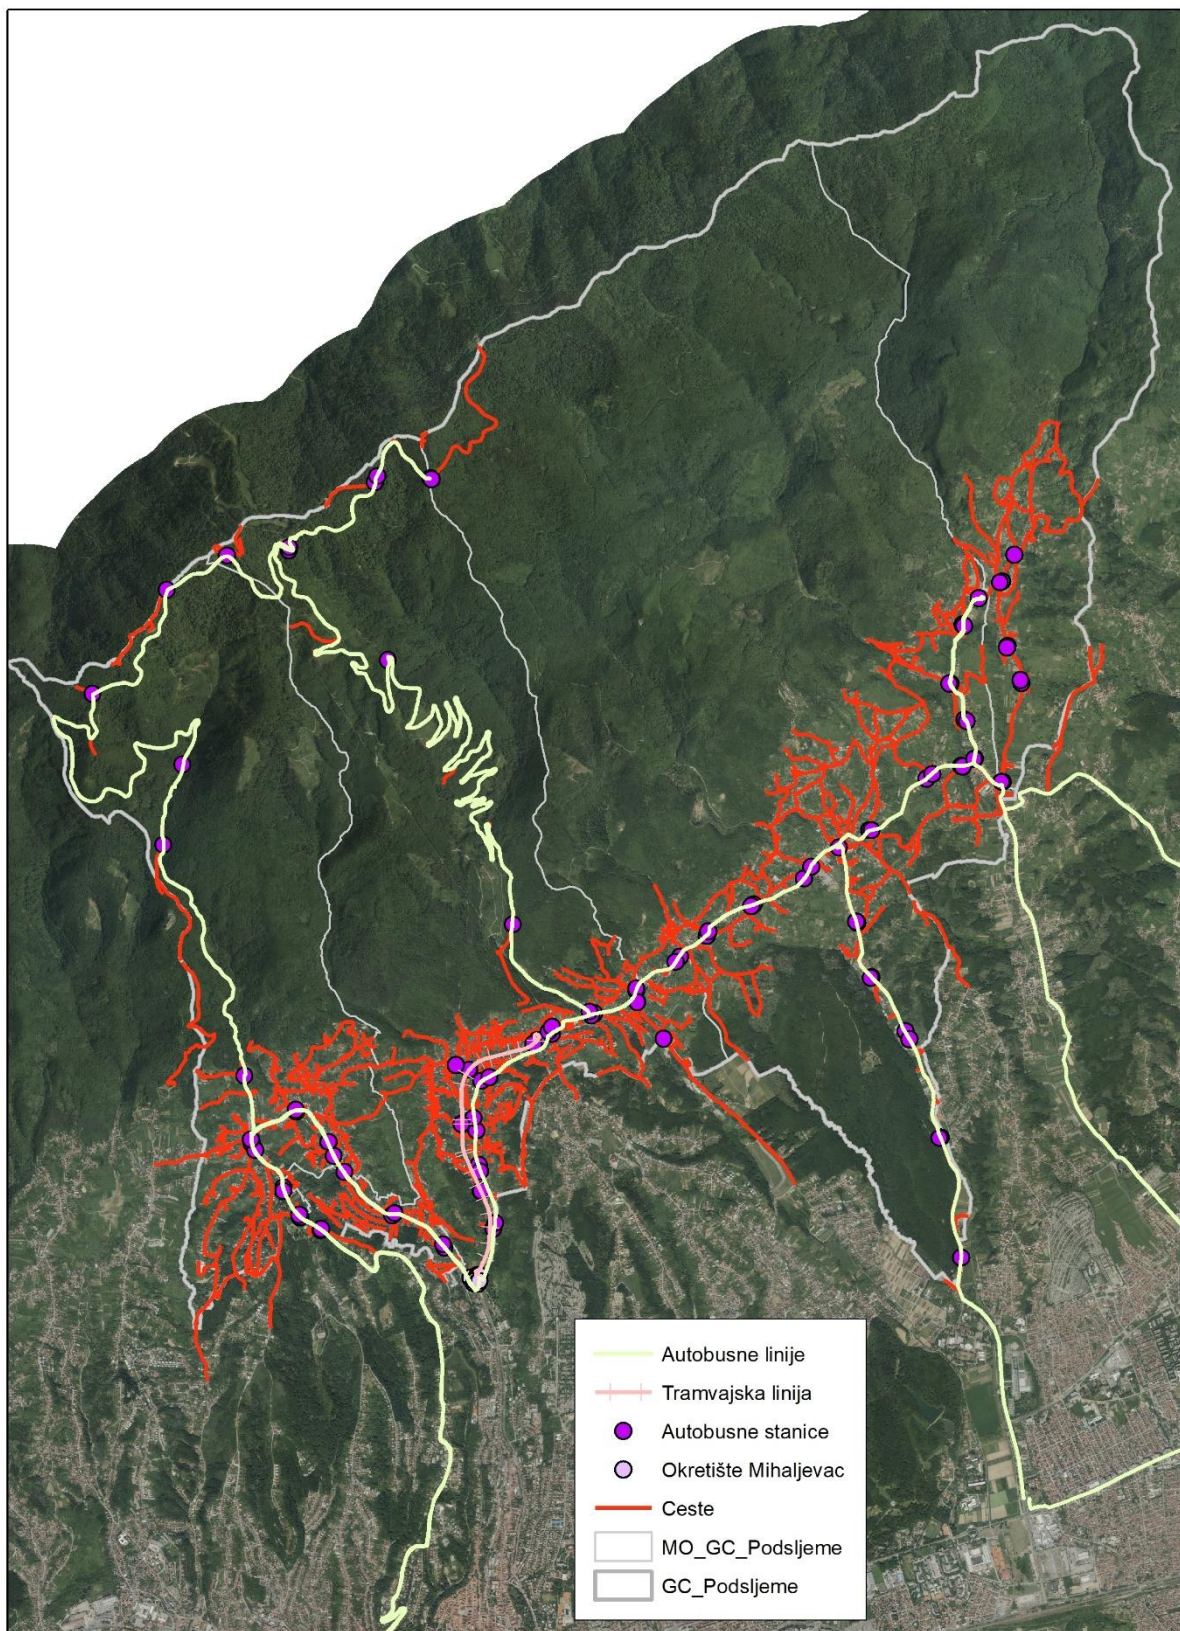 Autobusne linije
Tramvajska linija
Autobusne stanice
Okretište Mihaljevac
Ceste
MO_GC_Podsljeme
GC_Podsljeme